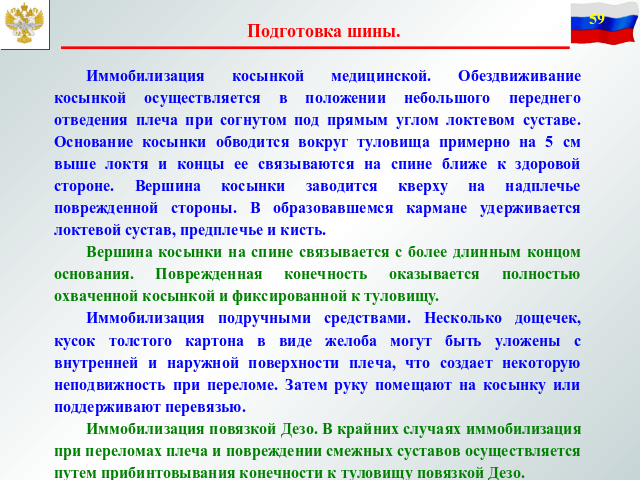 59
Подготовка шины.
Иммобилизация косынкой медицинской. Обездвиживание
косынкой осуществляется в положении небольшого переднего
отведения плеча при согнутом под прямым углом локтевом суставе.
Основание косынки обводится вокруг туловища примерно на 5 см
выше локтя и концы ее связываются на спине ближе к здоровой
стороне. Вершина косынки заводится кверху на надплечье
поврежденной стороны. В образовавшемся кармане удерживается
локтевой сустав, предплечье и кисть.
Вершина косынки на спине связывается с более длинным концом
основания. Поврежденная конечность оказывается полностью
охваченной косынкой и фиксированной к туловищу.
Иммобилизация подручными средствами. Несколько дощечек,
кусок толстого картона в виде желоба могут быть уложены с
внутренней и наружной поверхности плеча, что создает некоторую
неподвижность при переломе. Затем руку помещают на косынку или
поддерживают перевязью.
Иммобилизация повязкой Дезо. В крайних случаях иммобилизация
при переломах плеча и повреждении смежных суставов осуществляется
путем прибинтовывания конечности к туловищу повязкой Дезо.